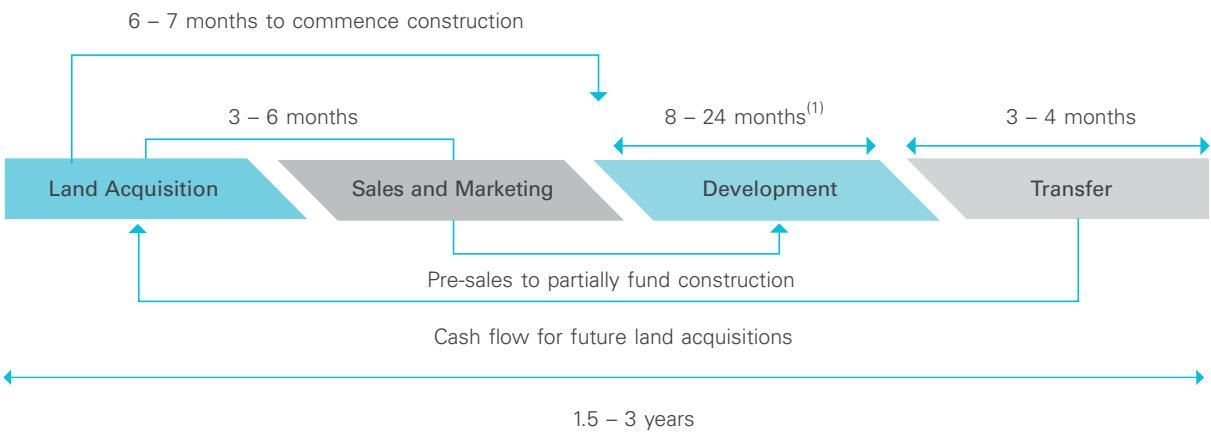 6 – 7 months to commence construction
3 – 6 months
8 – 24 months(1)
3 – 4 months
Land Acquisition
Sales and Marketing
Development
Transfer
Pre-sales to partially fund construction
Cash flow for future land acquisitions
1.5 – 3 years